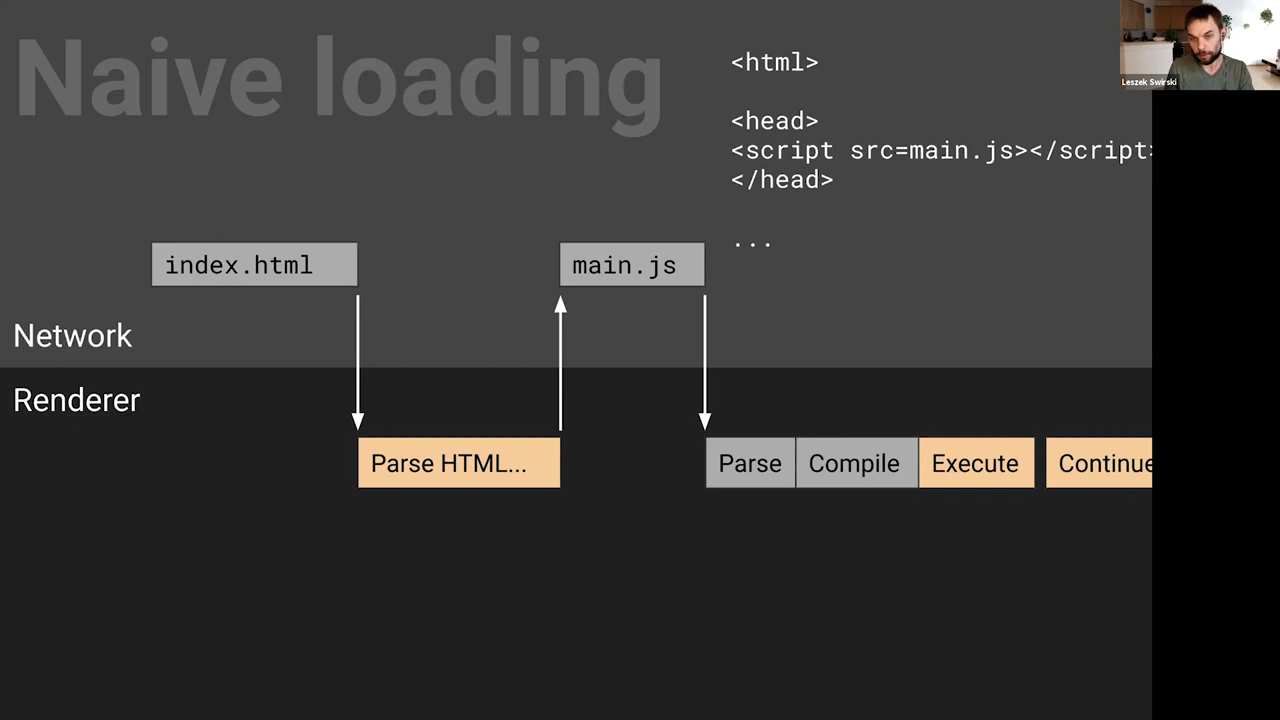 Naive loading
<html>
<head>
<script src=main.js></script>
</head>
...
index.html
main.js
Network
Renderer
Parse HTML...
Parse
Compile
Execute
Continue
Leszek Swirski